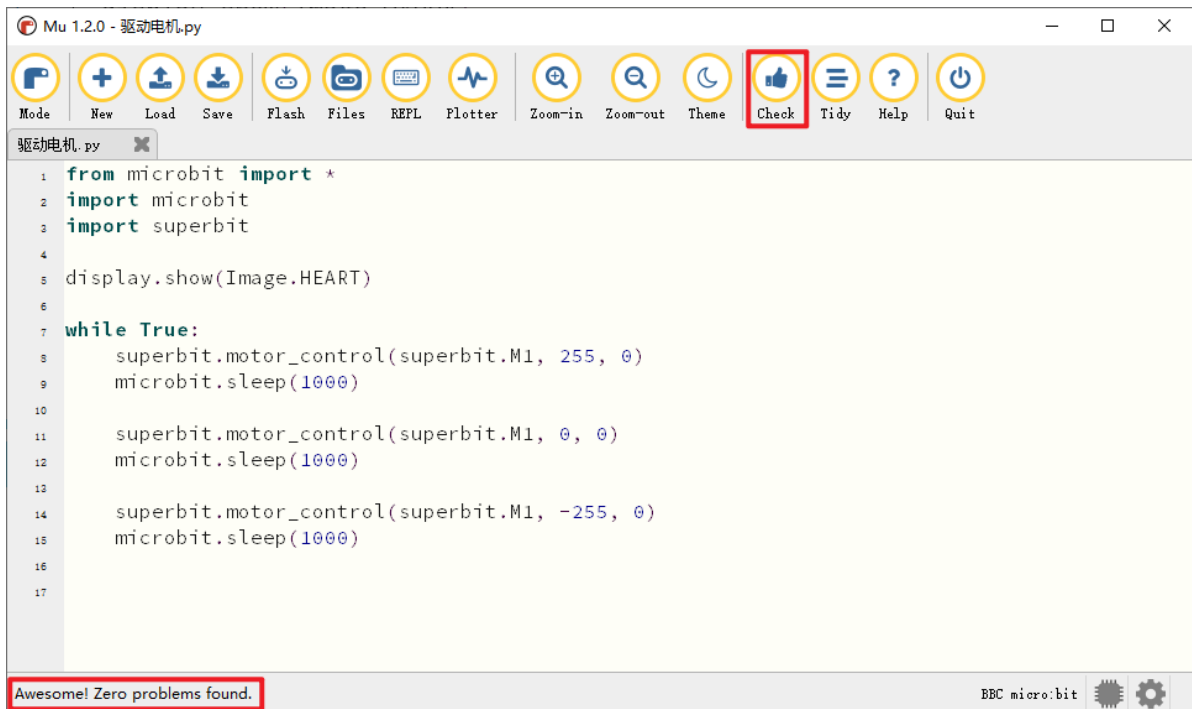 Mu 1.2.0 - 驱动电机.py
Mode New Load Save Flash Files REPL Plotter Zoom-in Zoom-out Theme Check Tidy Help Quit
驱动电机.py
1 from microbit import *
2 import microbit
3 import superbit
4
5 display.show(Image.HEART)
6
7 while True:
8     superbit.motor_control(superbit.M1, 255, 0)
9     microbit.sleep(1000)
10
11     superbit.motor_control(superbit.M1, 0, 0)
12     microbit.sleep(1000)
13
14     superbit.motor_control(superbit.M1, -255, 0)
15     microbit.sleep(1000)
16
17
Awesome! Zero problems found. BBC micro:bit